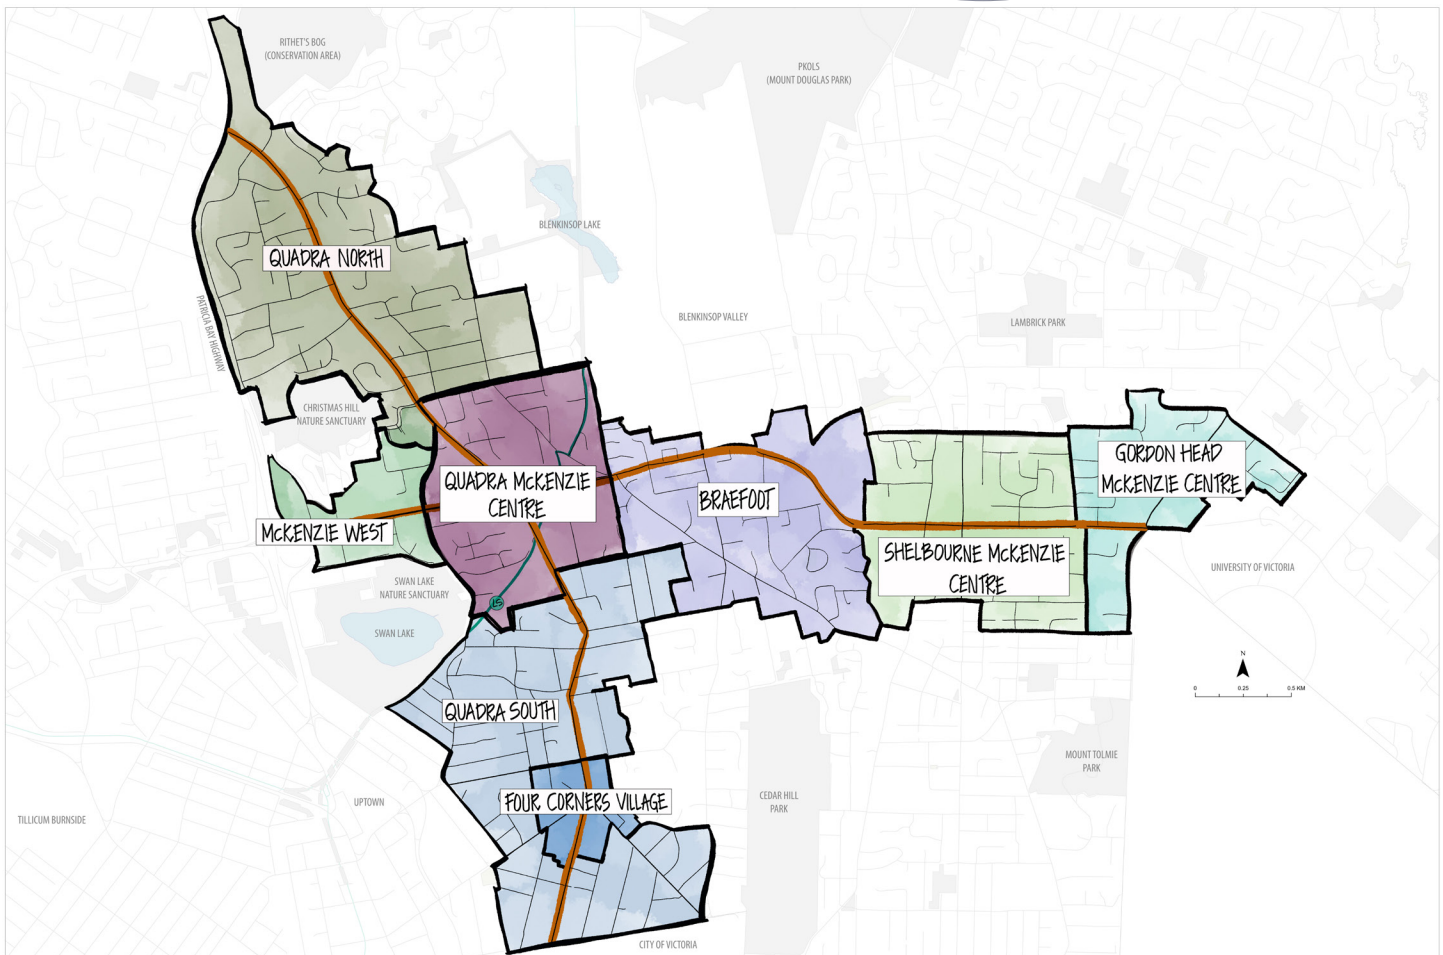 RITHET'S BOG
(CONSERVATION AREA)
PKOLS
(MOUNT DOUGLAS PARK)
BLENKINSOP LAKE
QUADRA NORTH
PATRICIA BAY HIGHWAY
BLENKINSOP VALLEY
LAMBRICK PARK
CHRISTMAS HILL
NATURE SANCTUARY
QUADRA McKENZIE
CENTRE
BRAEFOOT
GORDON HEAD
McKENZIE CENTRE
McKENZIE WEST
SHELBOURNE McKENZIE
CENTRE
UNIVERSITY OF VICTORIA
SWAN LAKE
NATURE SANCTUARY
SWAN LAKE
N
0 0.25 0.5 KM
QUADRA SOUTH
MOUNT TOLMIE
PARK
FOUR CORNERS VILLAGE
CEDAR HILL
PARK
UPTOWN
TILLICUM BURNSIDE
CITY OF VICTORIA